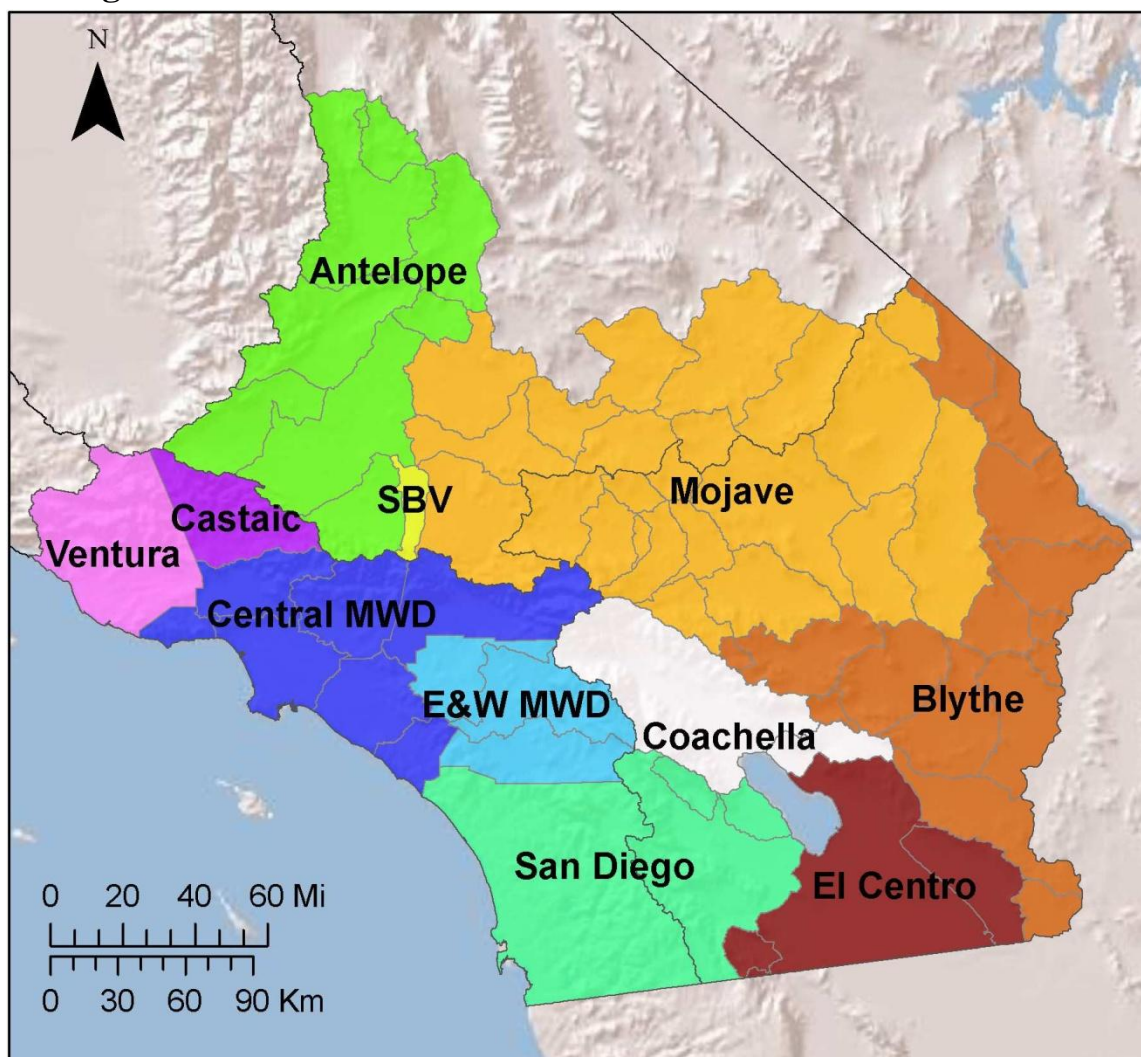 N
Antelope
SBV
Mojave
Castaic
Ventura
Central MWD
E&W MWD
Blythe
Coachella
San Diego
El Centro
0 20 40 60 Mi
0 30 60 90 Km